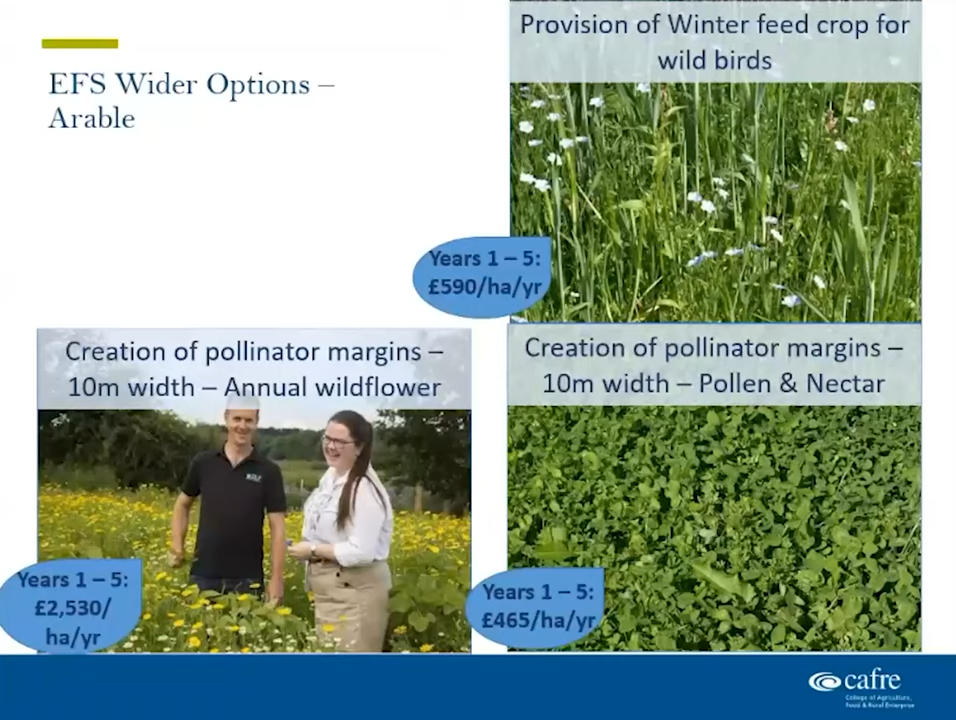 EFS Wider Options –
Arable
Provision of Winter feed crop for
wild birds
Years 1 – 5:
£590/ha/yr
Creation of pollinator margins –
10m width – Annual wildflower
Years 1 – 5:
£2,530/
ha/yr
Creation of pollinator margins –
10m width – Pollen & Nectar
Years 1 – 5:
£465/ha/yr
cafre
College of Agriculture,
Food & Rural Enterprise